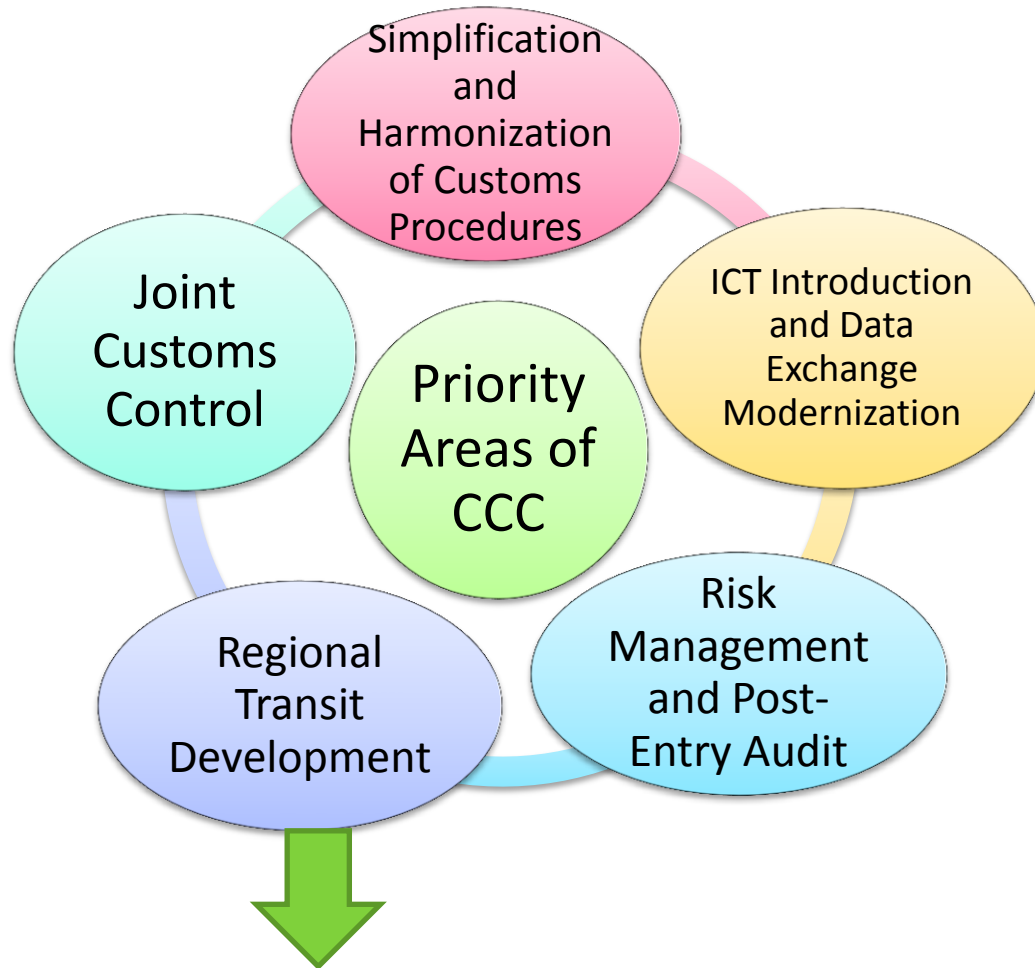 Simplification
and
Harmonization
of Customs
Procedures
ICT Introduction
and Data
Exchange
Modernization
Risk
Management
and Post-
Entry Audit
Regional
Transit
Development
Joint
Customs
Control
Priority
Areas of
CCC